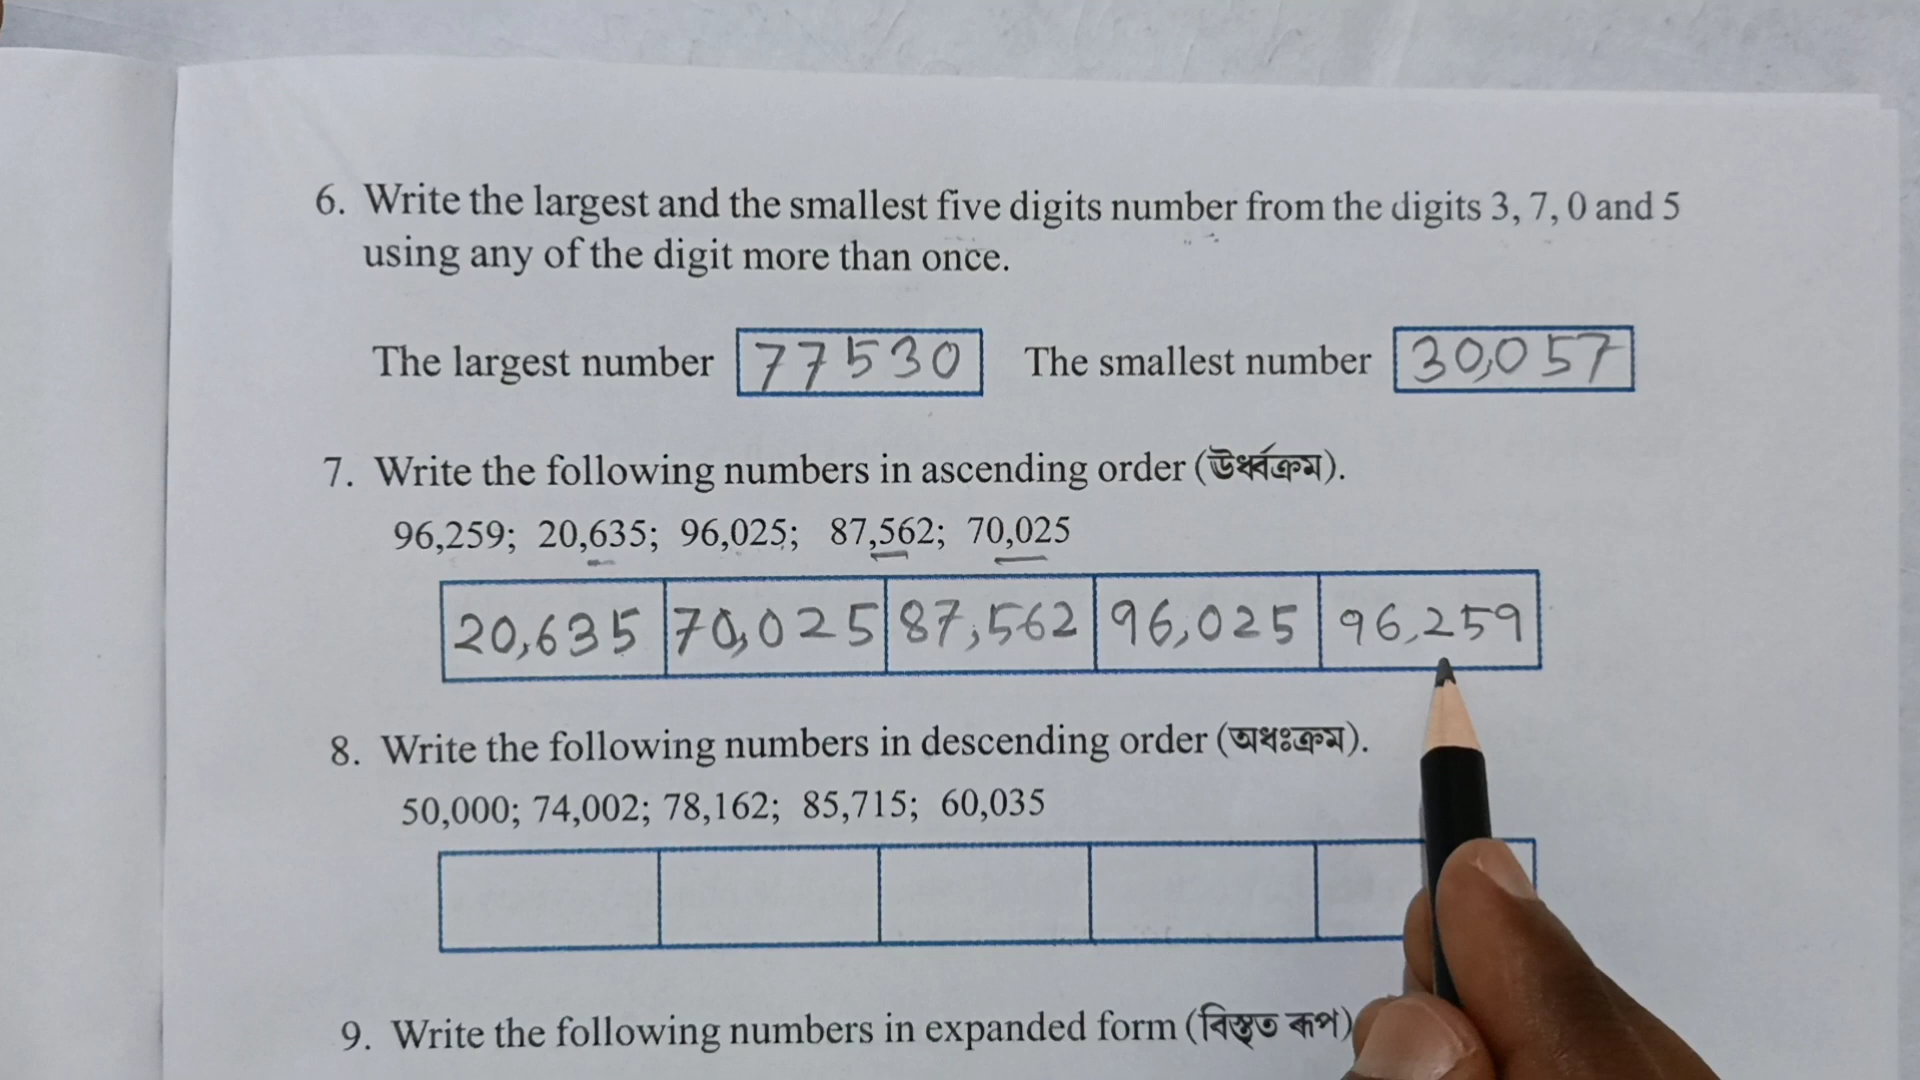 6. Write the largest and the smallest five digits number from the digits 3, 7, 0 and 5
using any of the digit more than once.
The largest number 77530 The smallest number 30,057
7. Write the following numbers in ascending order (ঊর্ধ্বক্রম).
96,259; 20,635; 96,025; 87,562; 70,025
20,635 70,025 87,562 96,025 96,259
8. Write the following numbers in descending order (অধঃক্রম).
50,000; 74,002; 78,162; 85,715; 60,035
9. Write the following numbers in expanded form (বিস্তৃত রূপ)